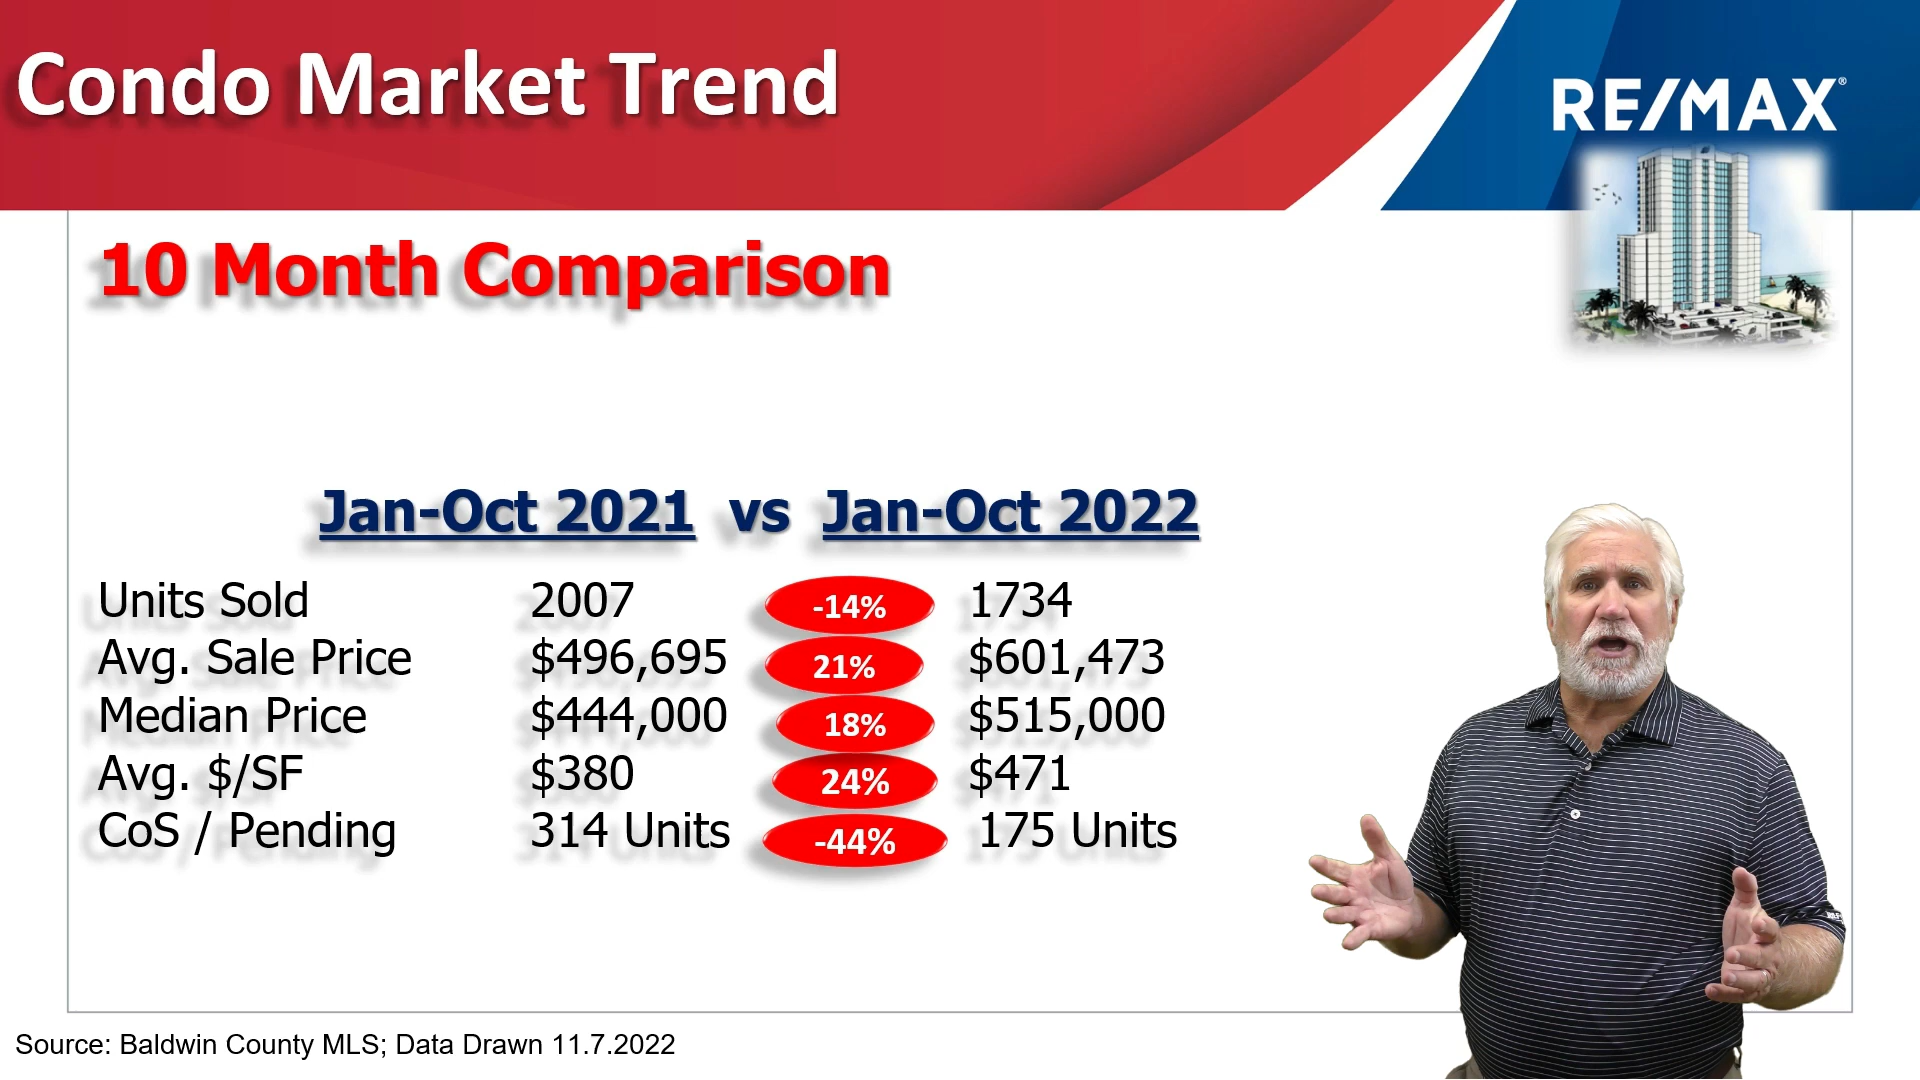 Condo Market Trend
RE/MAX®
10 Month Comparison
Jan-Oct 2021 vs Jan-Oct 2022
Units Sold 2007 -14% 1734
Avg. Sale Price $496,695 21% $601,473
Median Price $444,000 18% $515,000
Avg. $/SF $380 24% $471
CoS / Pending 314 Units -44% 175 Units
Source: Baldwin County MLS; Data Drawn 11.7.2022